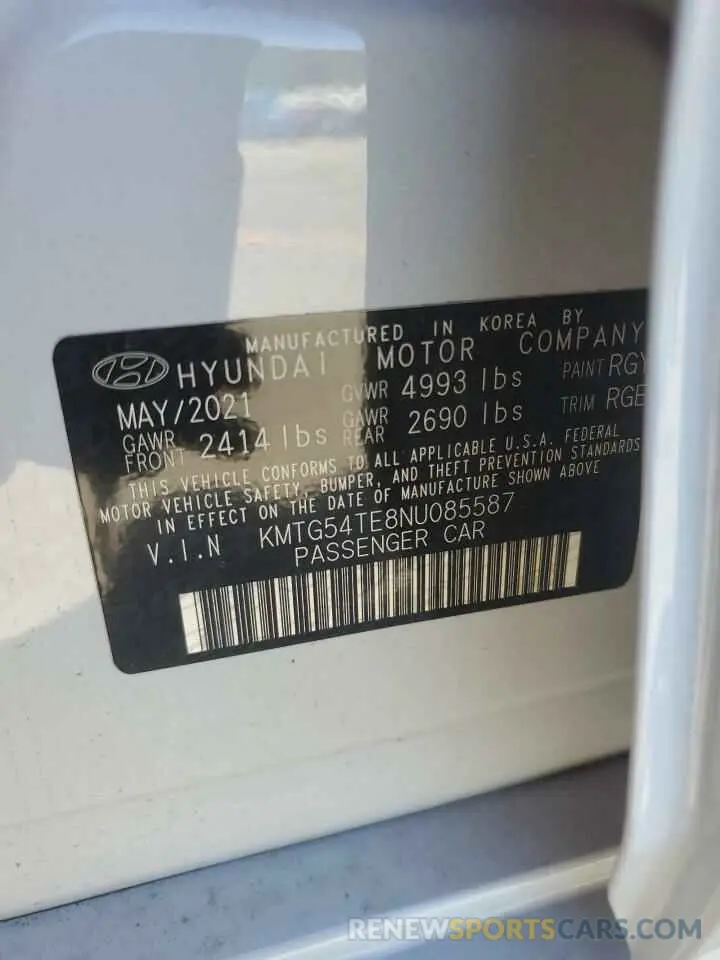 MANUFACTURED IN KOREA BY
HYUNDAI MOTOR COMPANY
MAY/2021 GVWR 4993 lbs PAINT RGY
GAWR FRONT 2414 lbs GAWR REAR 2690 lbs TRIM RGE
THIS VEHICLE CONFORMS TO ALL APPLICABLE U.S.A. FEDERAL
MOTOR VEHICLE SAFETY, BUMPER, AND THEFT PREVENTION STANDARDS
IN EFFECT ON THE DATE OF MANUFACTURE SHOWN ABOVE
V.I.N KMTG54TE8NU085587
PASSENGER CAR
RENEWSPORTSCARS.COM